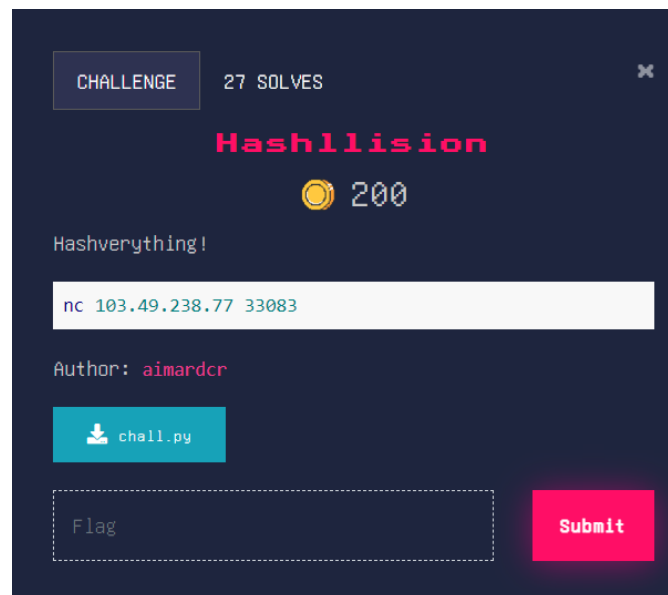 CHALLENGE 27 SOLVES ×
Hashllision
200
Hashverything!
nc 103.49.238.77 33083
Author: aimardcr
chall.py
Flag Submit